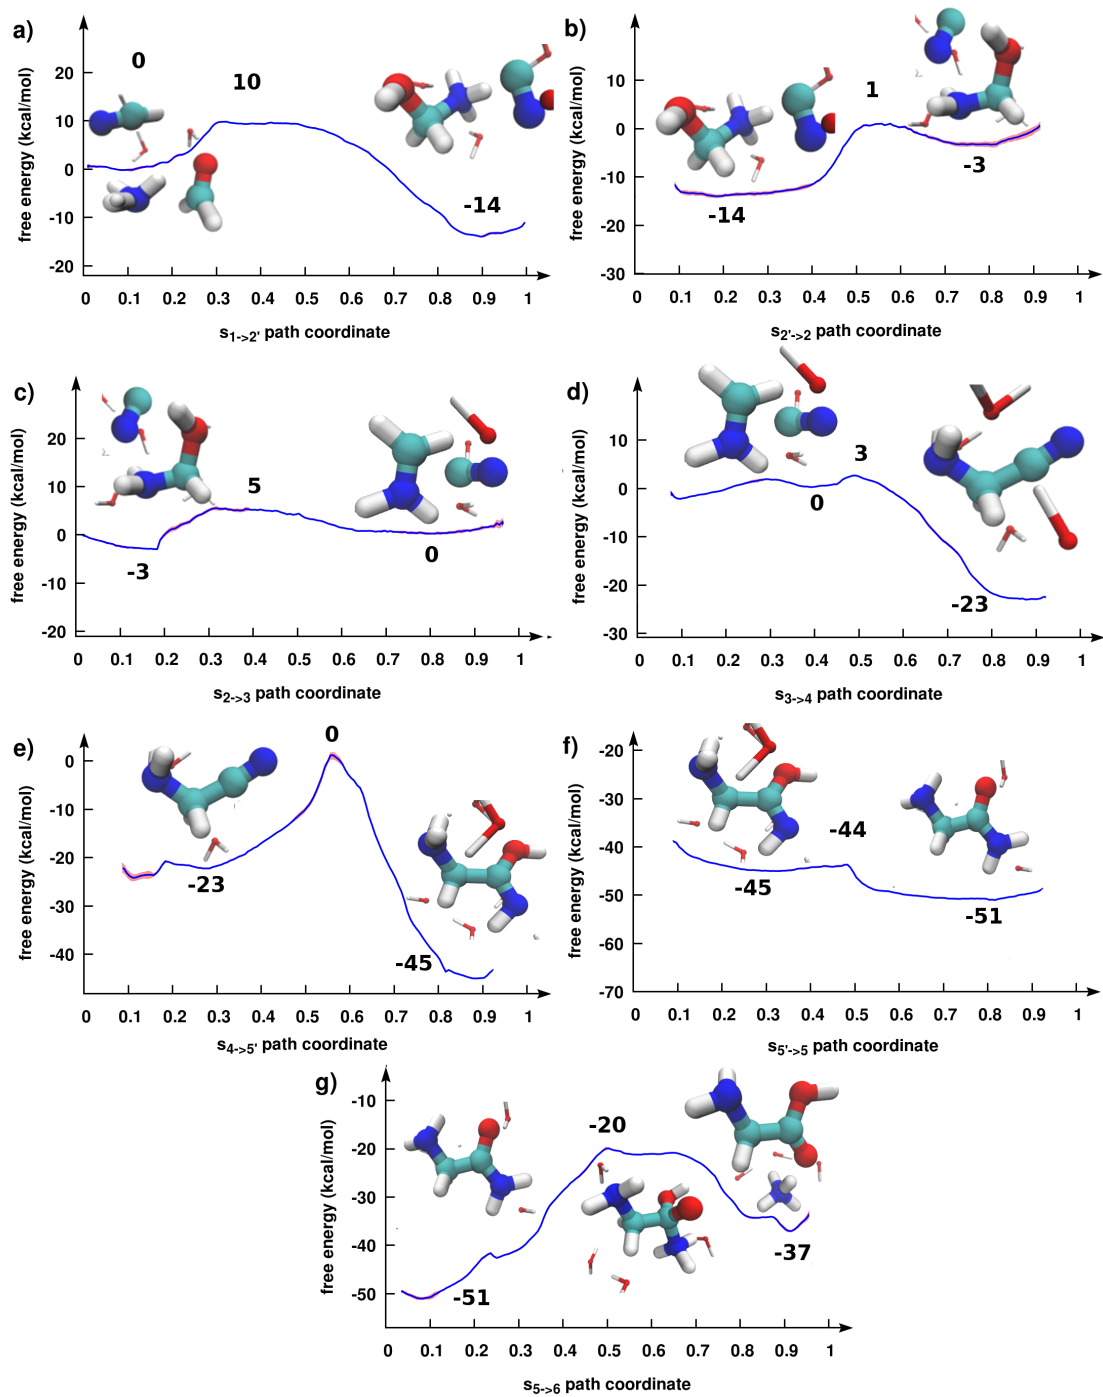 a)
free energy (kcal/mol)
20
10
0
-10
-20
0
10
-14
0 0.1 0.2 0.3 0.4 0.5 0.6 0.7 0.8 0.9 1
s1->2' path coordinate
b)
free energy (kcal/mol)
10
0
-10
-20
-30
-14
1
-3
0 0.1 0.2 0.3 0.4 0.5 0.6 0.7 0.8 0.9 1
s2'->2 path coordinate
c)
free energy (kcal/mol)
20
10
0
-10
-20
-3
5
0
0 0.1 0.2 0.3 0.4 0.5 0.6 0.7 0.8 0.9 1
s2->3 path coordinate
d)
free energy (kcal/mol)
10
0
-10
-20
-30
0
3
-23
0 0.1 0.2 0.3 0.4 0.5 0.6 0.7 0.8 0.9 1
s3->4 path coordinate
e)
free energy (kcal/mol)
0
-10
-20
-30
-40
-23
0
-45
0 0.1 0.2 0.3 0.4 0.5 0.6 0.7 0.8 0.9 1
s4->5' path coordinate
f)
free energy (kcal/mol)
-20
-30
-40
-50
-60
-70
-45
-44
-51
0 0.1 0.2 0.3 0.4 0.5 0.6 0.7 0.8 0.9 1
s5'->5 path coordinate
g)
free energy (kcal/mol)
-10
-20
-30
-40
-50
-51
-20
-37
0 0.1 0.2 0.3 0.4 0.5 0.6 0.7 0.8 0.9 1
s5->6 path coordinate